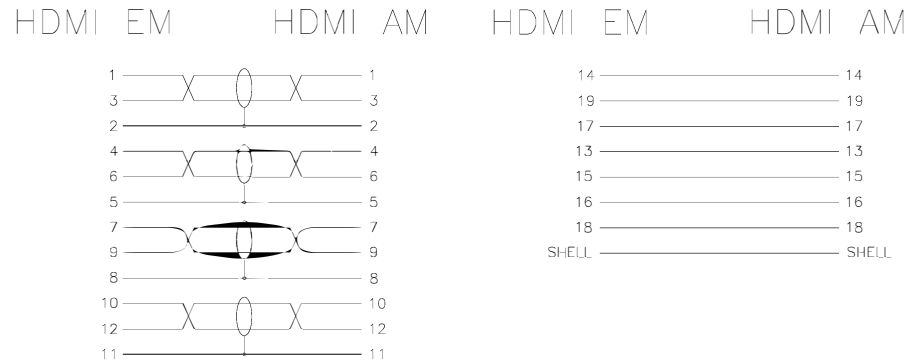 HDMI EM HDMI AM HDMI EM HDMI AM
1 1 14 14
3 3 19 19
2 2 17 17
4 4 13 13
6 6 15 15
5 5 16 16
7 7 18 18
9 9 SHELL SHELL
8 8
10 10
12 12
11 11